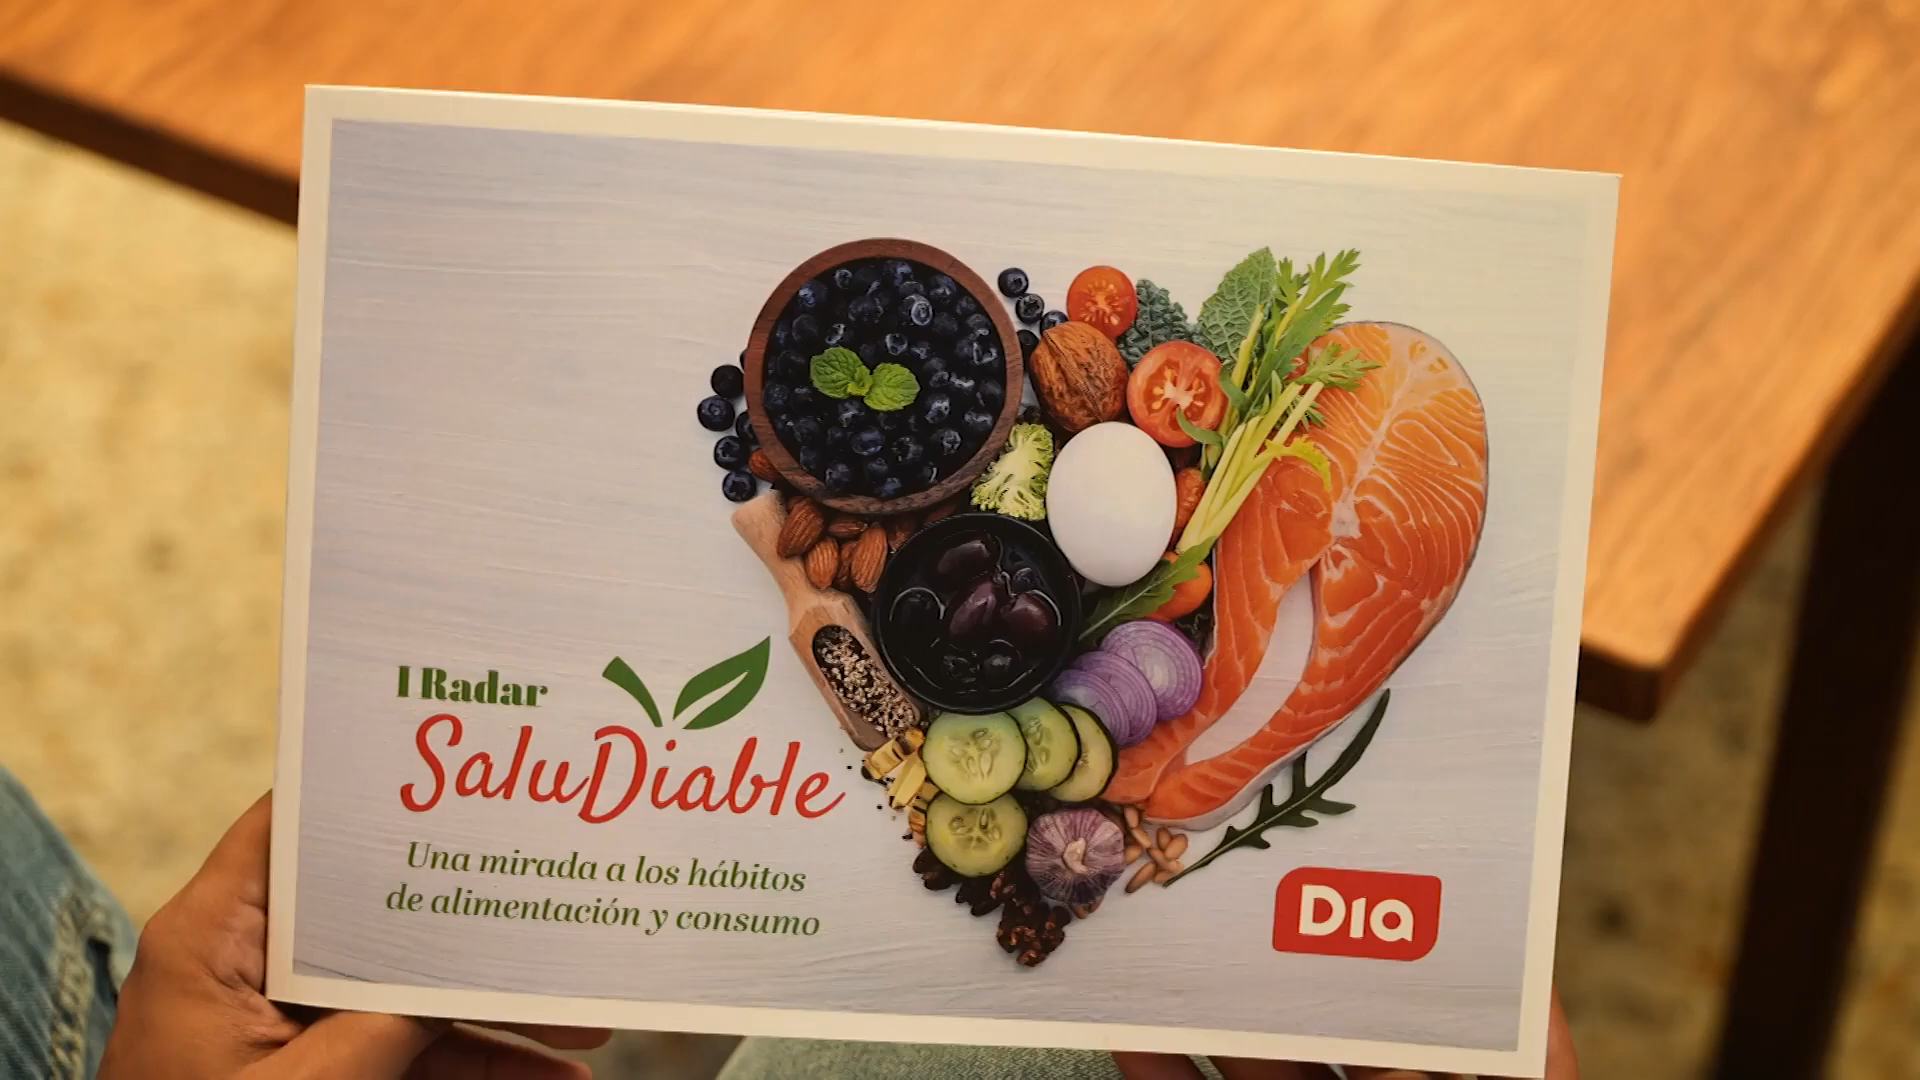 I Radar
SaluDiable
Una mirada a los hábitos
de alimentación y consumo
Dia